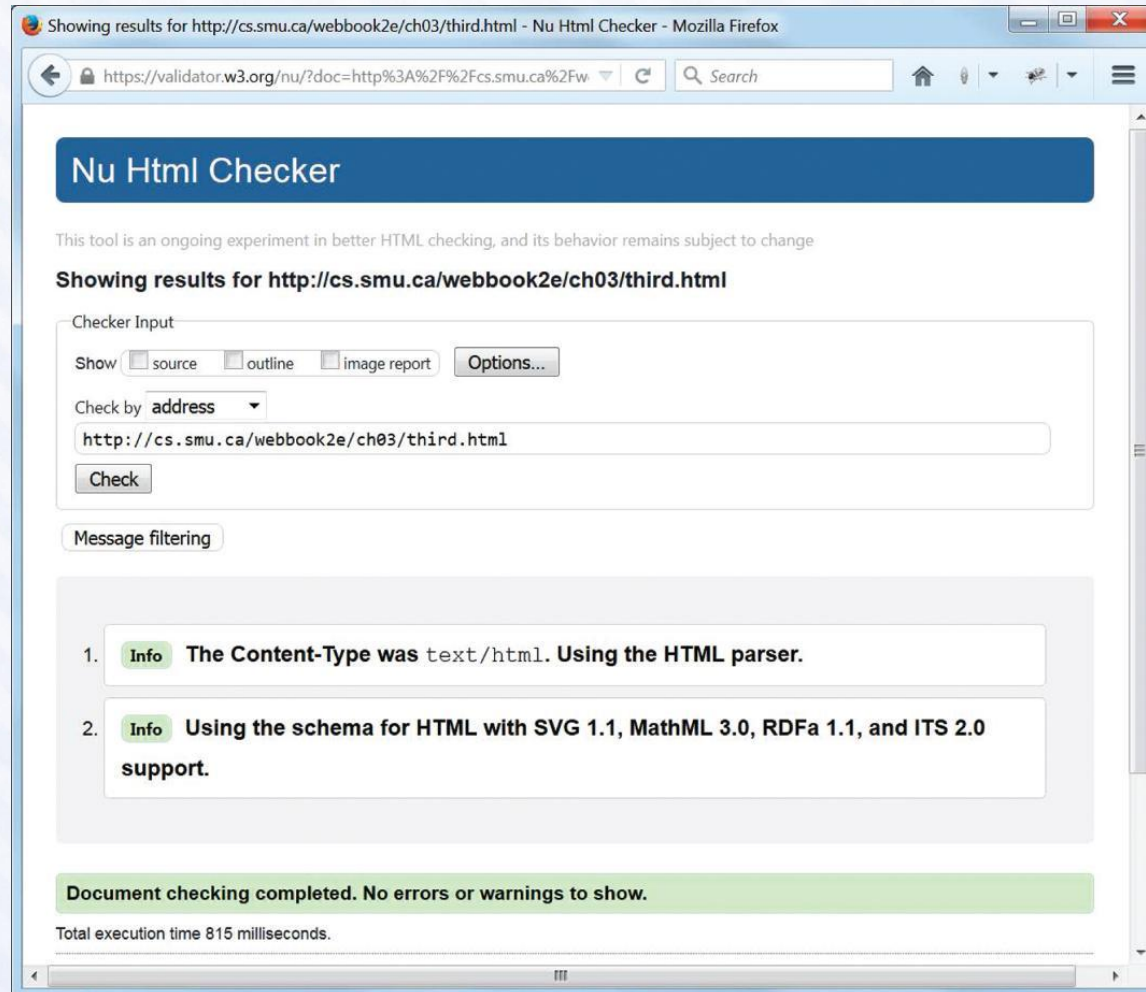 Showing results for http://cs.smu.ca/webbook2e/ch03/third.html - Nu Html Checker - Mozilla Firefox
https://validator.w3.org/nu/?doc=http%3A%2F%2Fcs.smu.ca%2Fw
Search
Nu Html Checker
This tool is an ongoing experiment in better HTML checking, and its behavior remains subject to change
Showing results for http://cs.smu.ca/webbook2e/ch03/third.html
Checker Input
Show source outline image report Options...
Check by address
http://cs.smu.ca/webbook2e/ch03/third.html
Check
Message filtering
1. Info The Content-Type was text/html. Using the HTML parser.
2. Info Using the schema for HTML with SVG 1.1, MathML 3.0, RDFa 1.1, and ITS 2.0
support.
Document checking completed. No errors or warnings to show.
Total execution time 815 milliseconds.